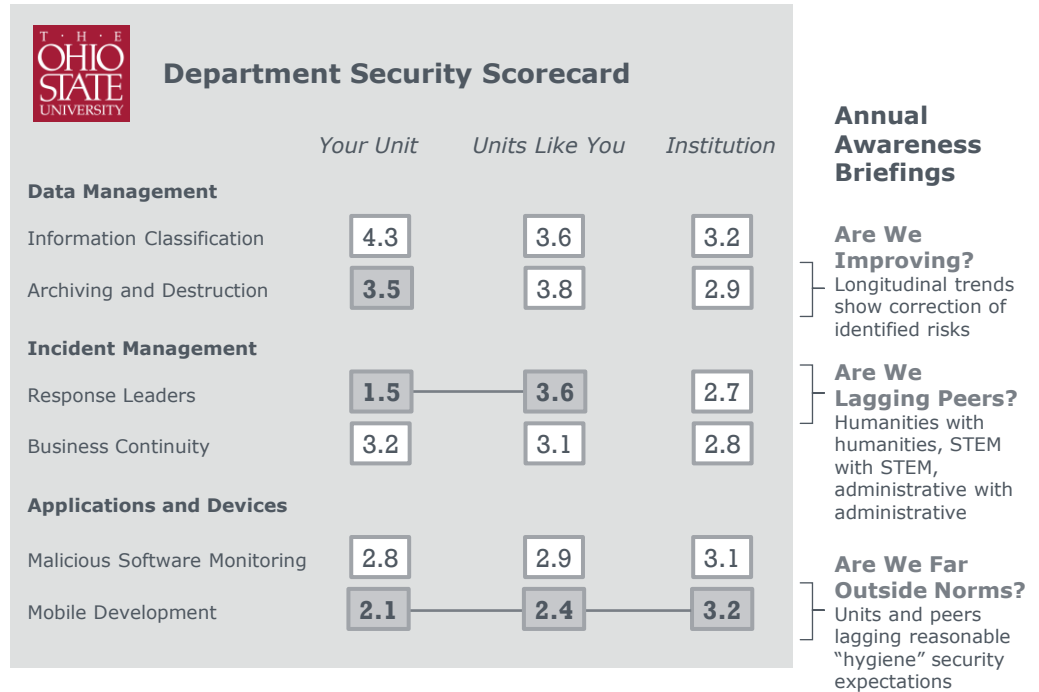 T · H · E
OHIO
STATE
UNIVERSITY
Department Security Scorecard
Your Unit Units Like You Institution
Data Management
Information Classification 4.3 3.6 3.2
Archiving and Destruction 3.5 3.8 2.9
Incident Management
Response Leaders 1.5 3.6 2.7
Business Continuity 3.2 3.1 2.8
Applications and Devices
Malicious Software Monitoring 2.8 2.9 3.1
Mobile Development 2.1 2.4 3.2
Annual
Awareness
Briefings
Are We
Improving?
Longitudinal trends
show correction of
identified risks
Are We
Lagging Peers?
Humanities with
humanities, STEM
with STEM,
administrative with
administrative
Are We Far
Outside Norms?
Units and peers
lagging reasonable
“hygiene” security
expectations